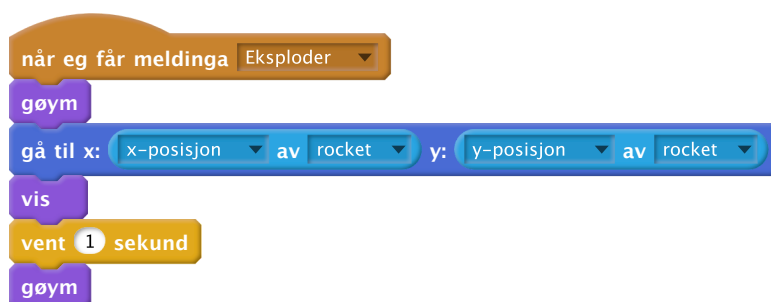 når eg får meldinga Eksploder
gøym
gå til x: x-posisjon av rocket y: y-posisjon av rocket
vis
vent 1 sekund
gøym